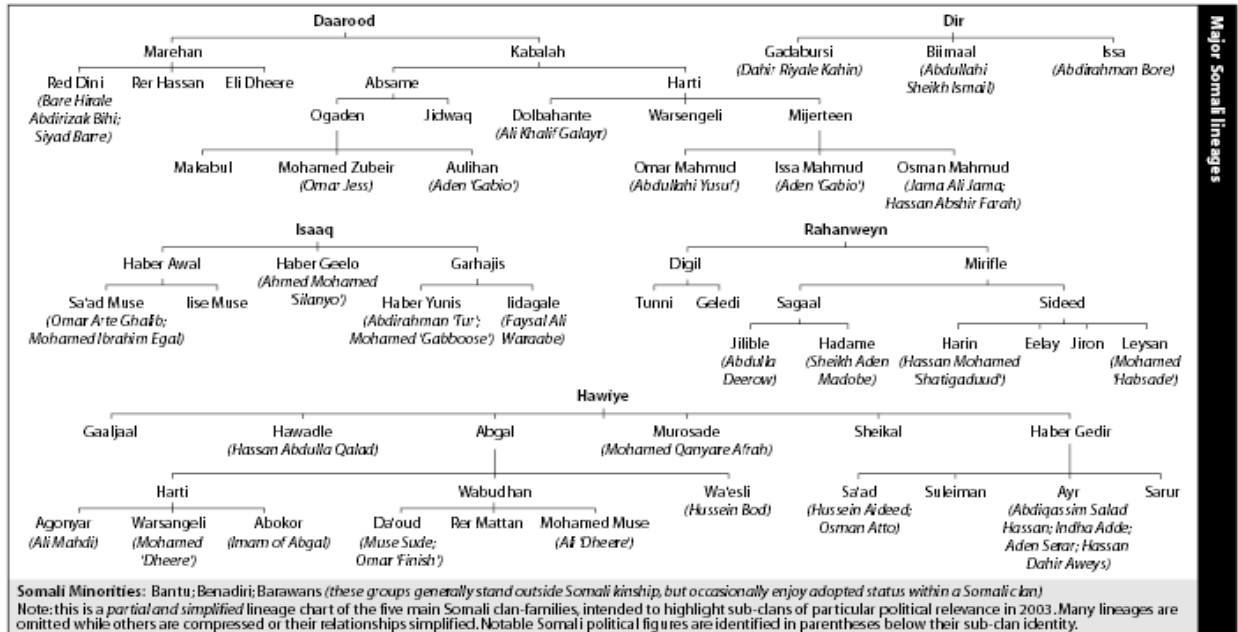 Major Somali lineages
Daarood
Marehan
Kabalah
Red Dini
(Bare Hirale
Abdirizak Bihi;
Siyad Barre)
Rer Hassan
Eli Dheere
Absame
Harti
Ogaden
Jidwaq
Dolbahante
(Ali Khalif Galayr)
Warsengeli
Mijerteen
Makabul
Mohamed Zubeir
(Omar Jess)
Aulihan
(Aden 'Gabio')
Omar Mahmud
(Abdullahi Yusuf)
Issa Mahmud
(Aden 'Gabio')
Osman Mahmud
(Jama Ali Jama;
Hassan Abshir Farah)
Dir
Gadabursi
(Dahir Riyale Kahin)
Biimaal
(Abdullahi
Sheikh Ismail)
Issa
(Abdirahman Bore)
Isaaq
Haber Awal
Haber Geelo
(Ahmed Mohamed
Silanyo')
Garhajis
Sa'ad Muse
(Omar Arte Ghalib;
Mohamed Ibrahim Egal)
Iise Muse
Haber Yunis
(Abdirahman 'Tur';
Mohamed 'Gabboose')
Iidagale
(Faysal Ali
Waraabe)
Rahanweyn
Digil
Mirifle
Tunni
Geledi
Sagaal
Sideed
Jilible
(Abdulla
Deerow)
Hadame
(Sheikh Aden
Madobe)
Harin
(Hassan Mohamed
'Shatigaduud')
Eelay
Jiron
Leysan
(Mohamed
'Habsade')
Hawiye
Gaaljaal
Hawadle
(Hassan Abdulla Qalad)
Abgal
Murosade
(Mohamed Qanyare Afrah)
Sheikal
Haber Gedir
Harti
Wabudhan
Wa'esli
(Hussein Bod)
Agonyar
(Ali Mahdi)
Warsangeli
(Mohamed
'Dheere')
Abokor
(Imam of Abgal)
Da'oud
(Muse Sude;
Omar 'Finish')
Rer Mattan
Mohamed Muse
(Ali 'Dheere')
Sa'ad
(Hussein Aideed;
Osman Atto)
Suleiman
Ayr
(Abdiqassim Salad
Hassan; Indha Adde;
Aden Serar; Hassan
Dahir Aweys)
Sarur
Somali Minorities: Bantu; Benadiri; Barawans (these groups generally stand outside Somali kinship, but occasionally enjoy adopted status within a Somali clan)
Note: this is a partial and simplified lineage chart of the five main Somali clan-families, intended to highlight sub-clans of particular political relevance in 2003. Many lineages are
omitted while others are compressed or their relationships simplified. Notable Somali political figures are identified in parentheses below their sub-clan identity.